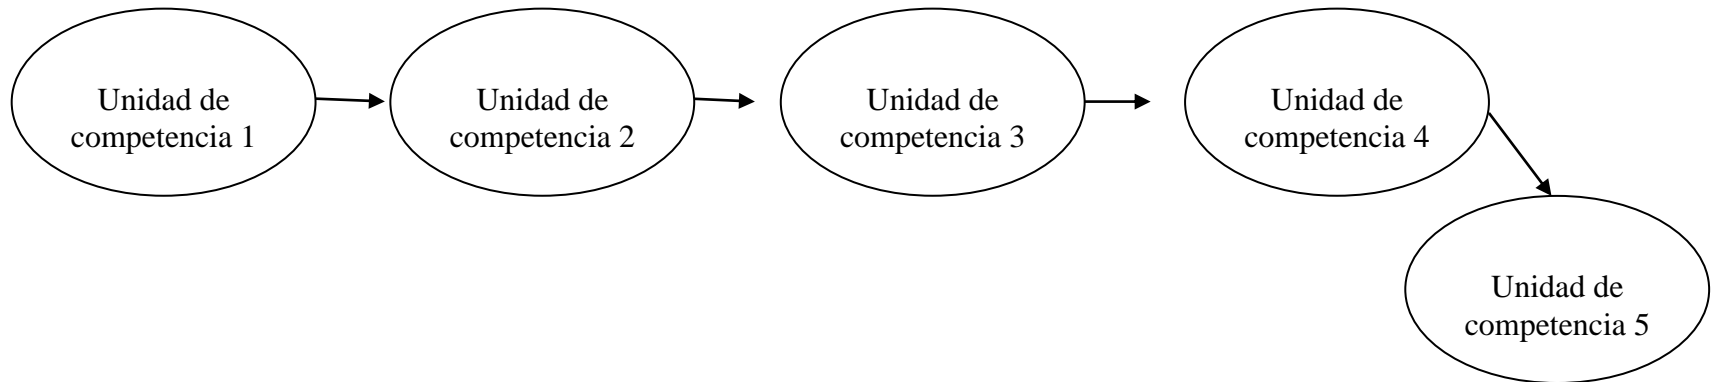 Unidad de
competencia 1
Unidad de
competencia 2
Unidad de
competencia 3
Unidad de
competencia 4
Unidad de
competencia 5